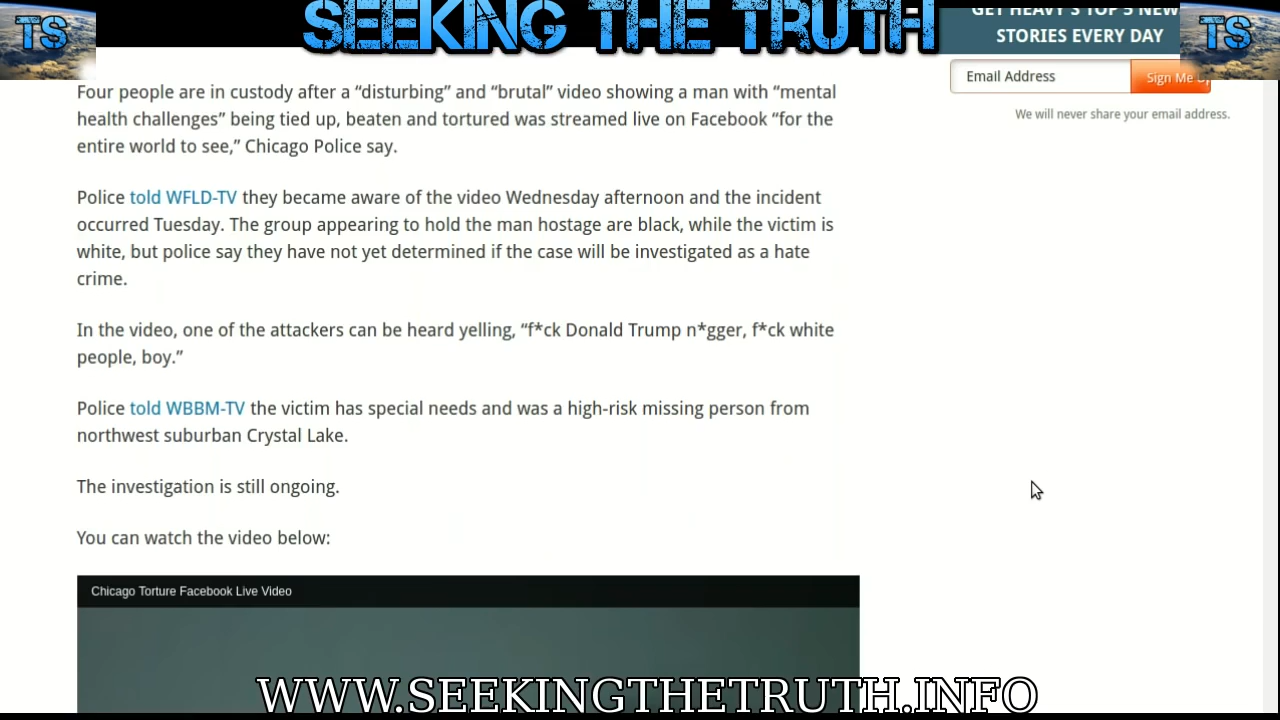 TS
SEEKING THE TRUTH
TS
GET HEAVY'S TOP 5 NEW
STORIES EVERY DAY
Email Address
Sign Me
We will never share your email address.
Four people are in custody after a “disturbing” and “brutal” video showing a man with “mental
health challenges” being tied up, beaten and tortured was streamed live on Facebook “for the
entire world to see,” Chicago Police say.
Police told WFLD-TV they became aware of the video Wednesday afternoon and the incident
occurred Tuesday. The group appearing to hold the man hostage are black, while the victim is
white, but police say they have not yet determined if the case will be investigated as a hate
crime.
In the video, one of the attackers can be heard yelling, “f*ck Donald Trump n*gger, f*ck white
people, boy.”
Police told WBBM-TV the victim has special needs and was a high-risk missing person from
northwest suburban Crystal Lake.
The investigation is still ongoing.
You can watch the video below:
Chicago Torture Facebook Live Video
WWW.SEEKINGTHETRUTH.INFO